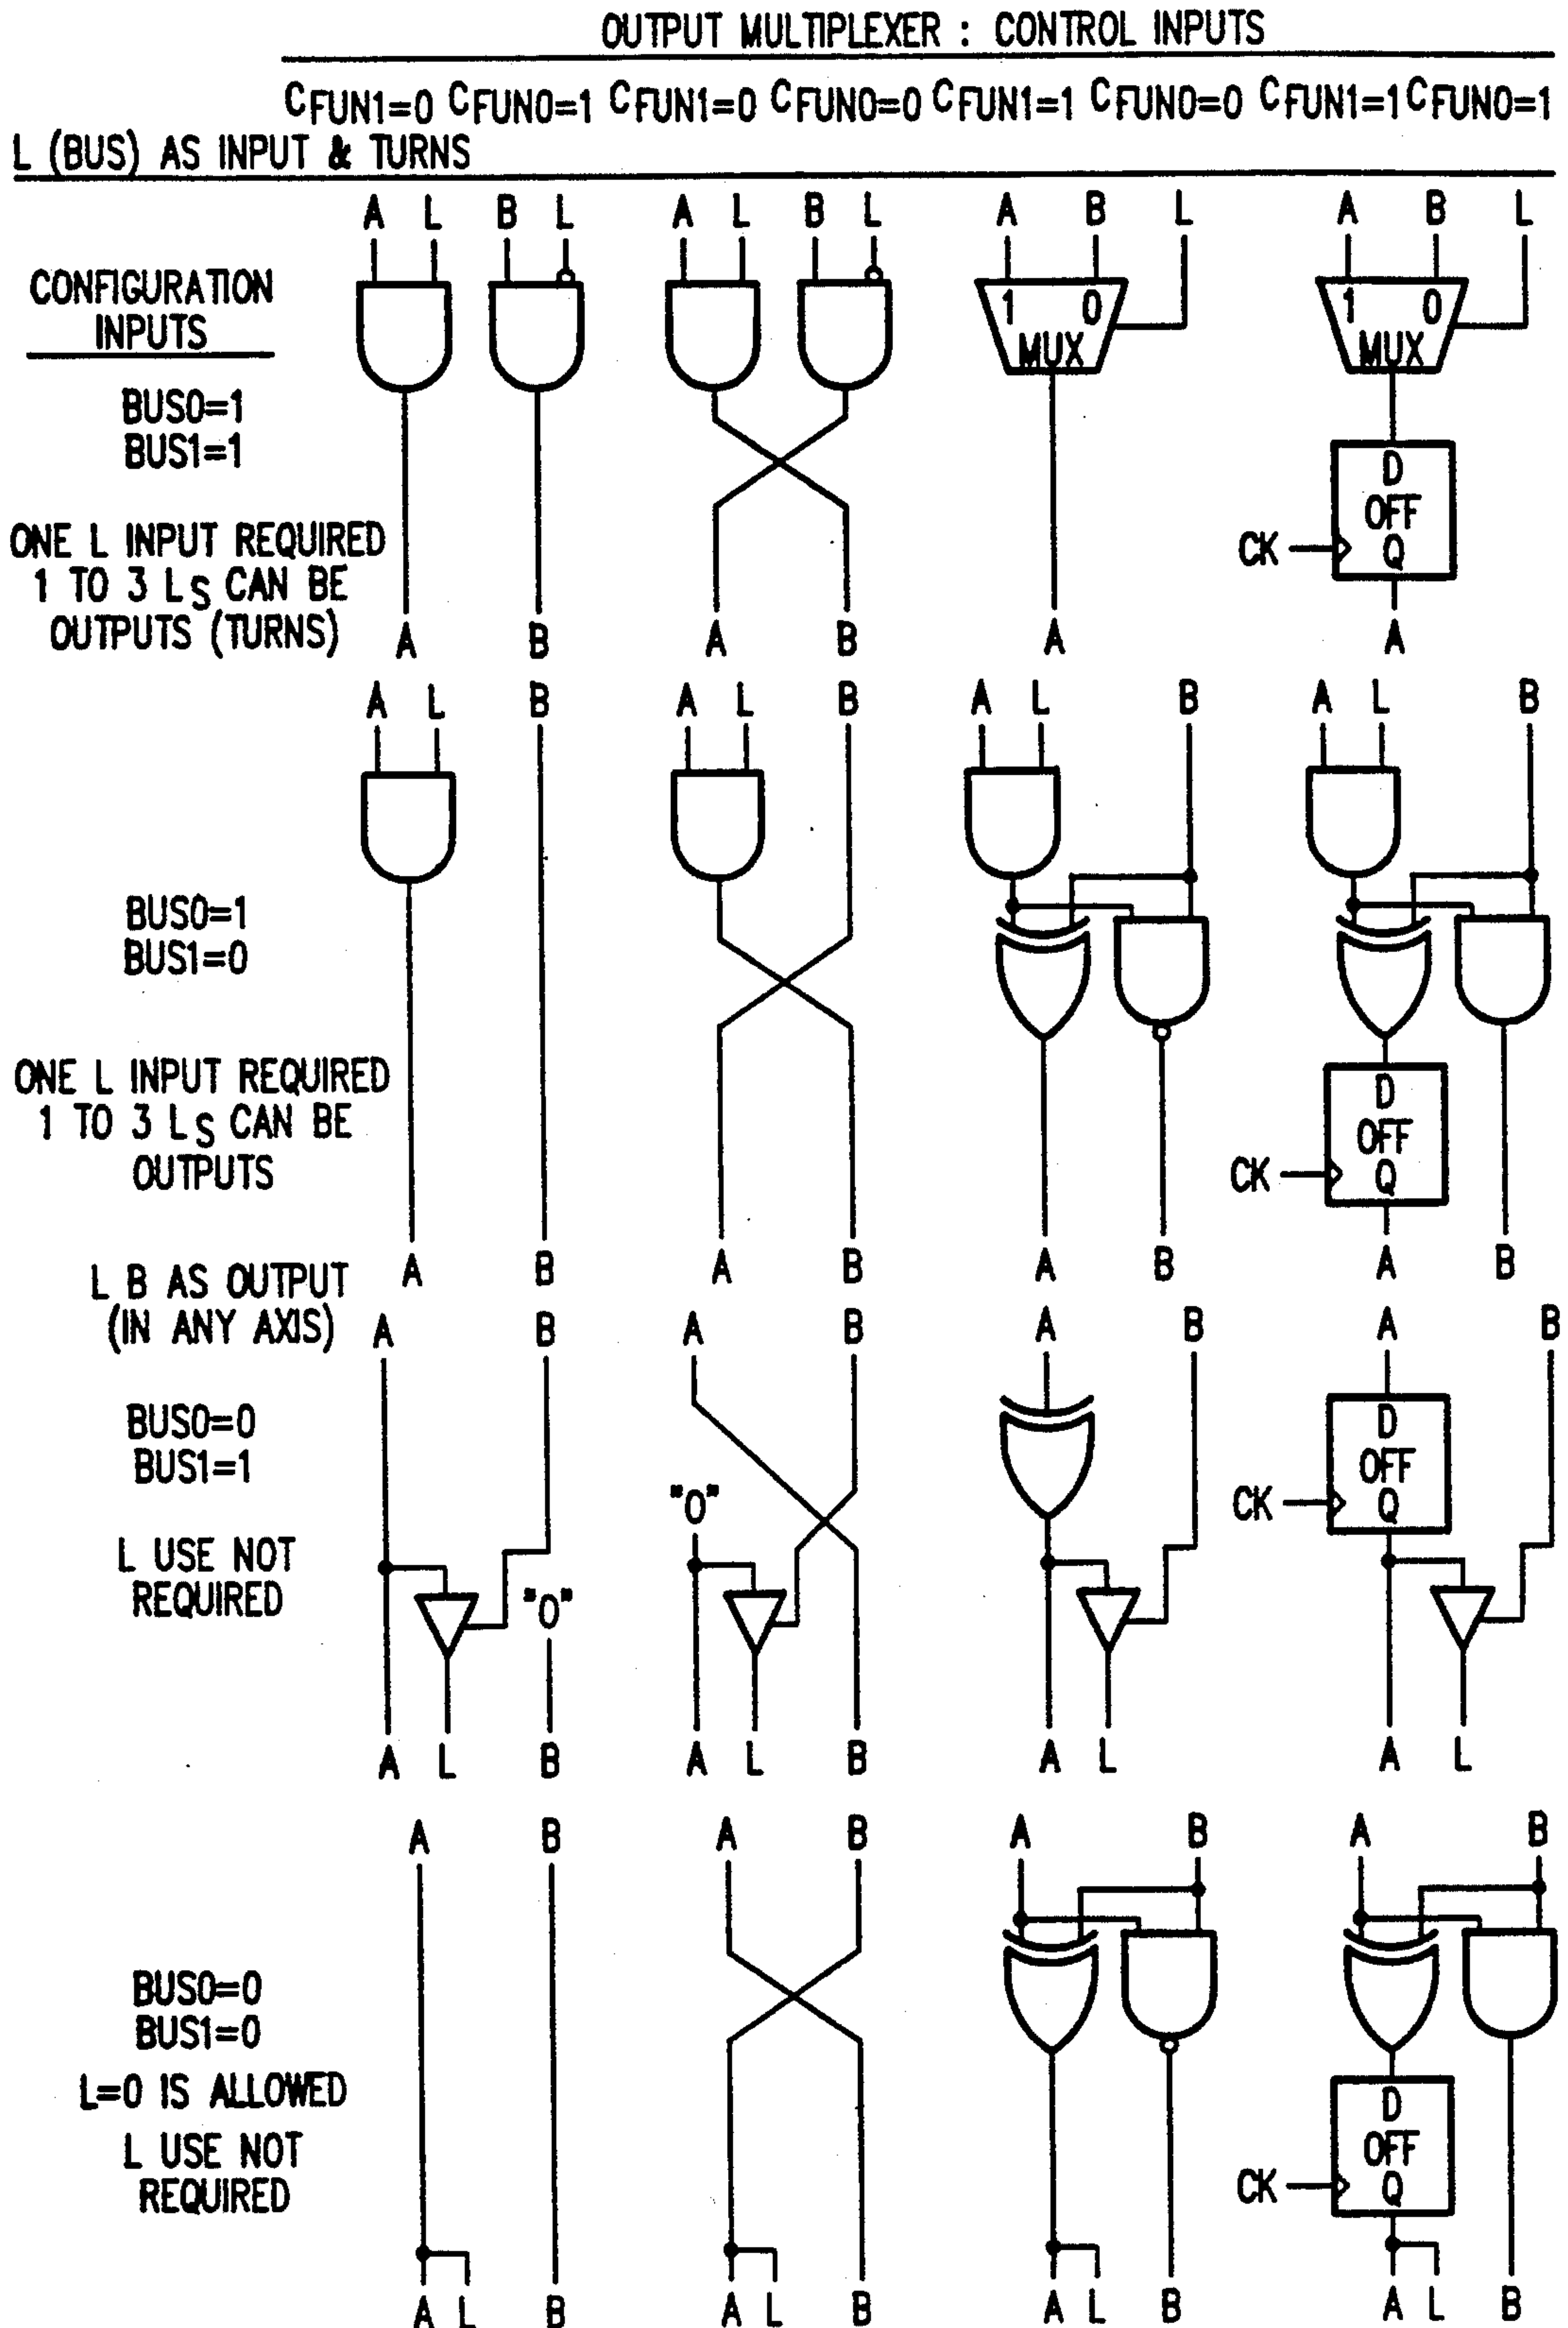 OUTPUT MULTIPLEXER : CONTROL INPUTS
CFUN1=0 CFUN0=1 CFUN1=0 CFUN0=0 CFUN1=1 CFUN0=0 CFUN1=1 CFUN0=1
L (BUS) AS INPUT & TURNS
A L B L A L B L A B L A B L
CONFIGURATION
INPUTS
1 0 MUX
1 0 MUX
BUS0=1
BUS1=1
D
OFF
CK Q
ONE L INPUT REQUIRED
1 TO 3 LS CAN BE
OUTPUTS (TURNS)
A B A B A A
A L B A L B A L B A L B
BUS0=1
BUS1=0
ONE L INPUT REQUIRED
1 TO 3 LS CAN BE
OUTPUTS
D
OFF
CK Q
A B A B A B A B
L B AS OUTPUT
(IN ANY AXIS)
A B A B A B A B
BUS0=0
BUS1=1
D
OFF
CK Q
"0"
L USE NOT
REQUIRED
"0"
A L B A L B A L A L
A B A B A B A B
BUS0=0
BUS1=0
L=0 IS ALLOWED
L USE NOT
REQUIRED
D
OFF
CK Q
A L B A L B A L B A L B